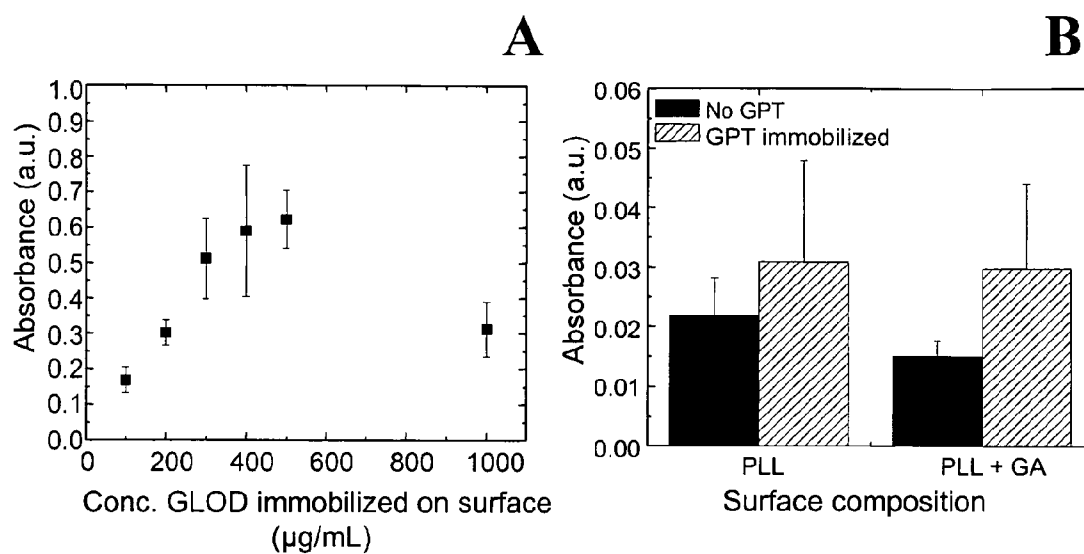 A
1.0
0.9
0.8
0.7
0.6
0.5
0.4
0.3
0.2
0.1
0.0
Absorbance (a.u.)
0 200 400 600 800 1000
Conc. GLOD immobilized on surface
(µg/mL)
B
No GPT
GPT immobilized
0.06
0.05
0.04
0.03
0.02
0.01
0.00
Absorbance (a.u.)
PLL PLL + GA
Surface composition